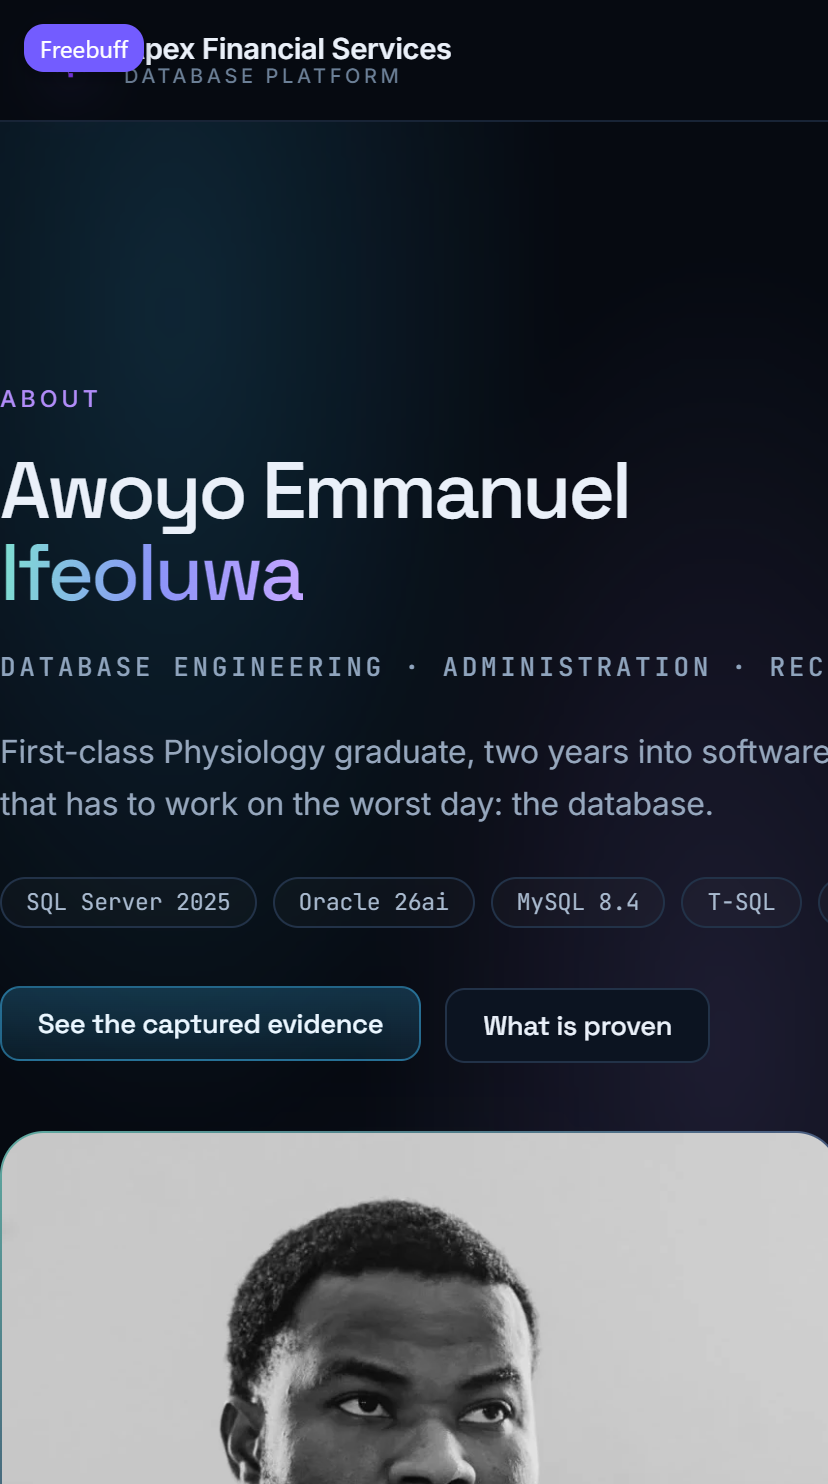 Freebuff
pex Financial Services
DATABASE PLATFORM
ABOUT
Awoyo Emmanuel
Ifeoluwa
DATABASE ENGINEERING · ADMINISTRATION · REC
First-class Physiology graduate, two years into software
that has to work on the worst day: the database.
SQL Server 2025
Oracle 26ai
MySQL 8.4
T-SQL
See the captured evidence
What is proven